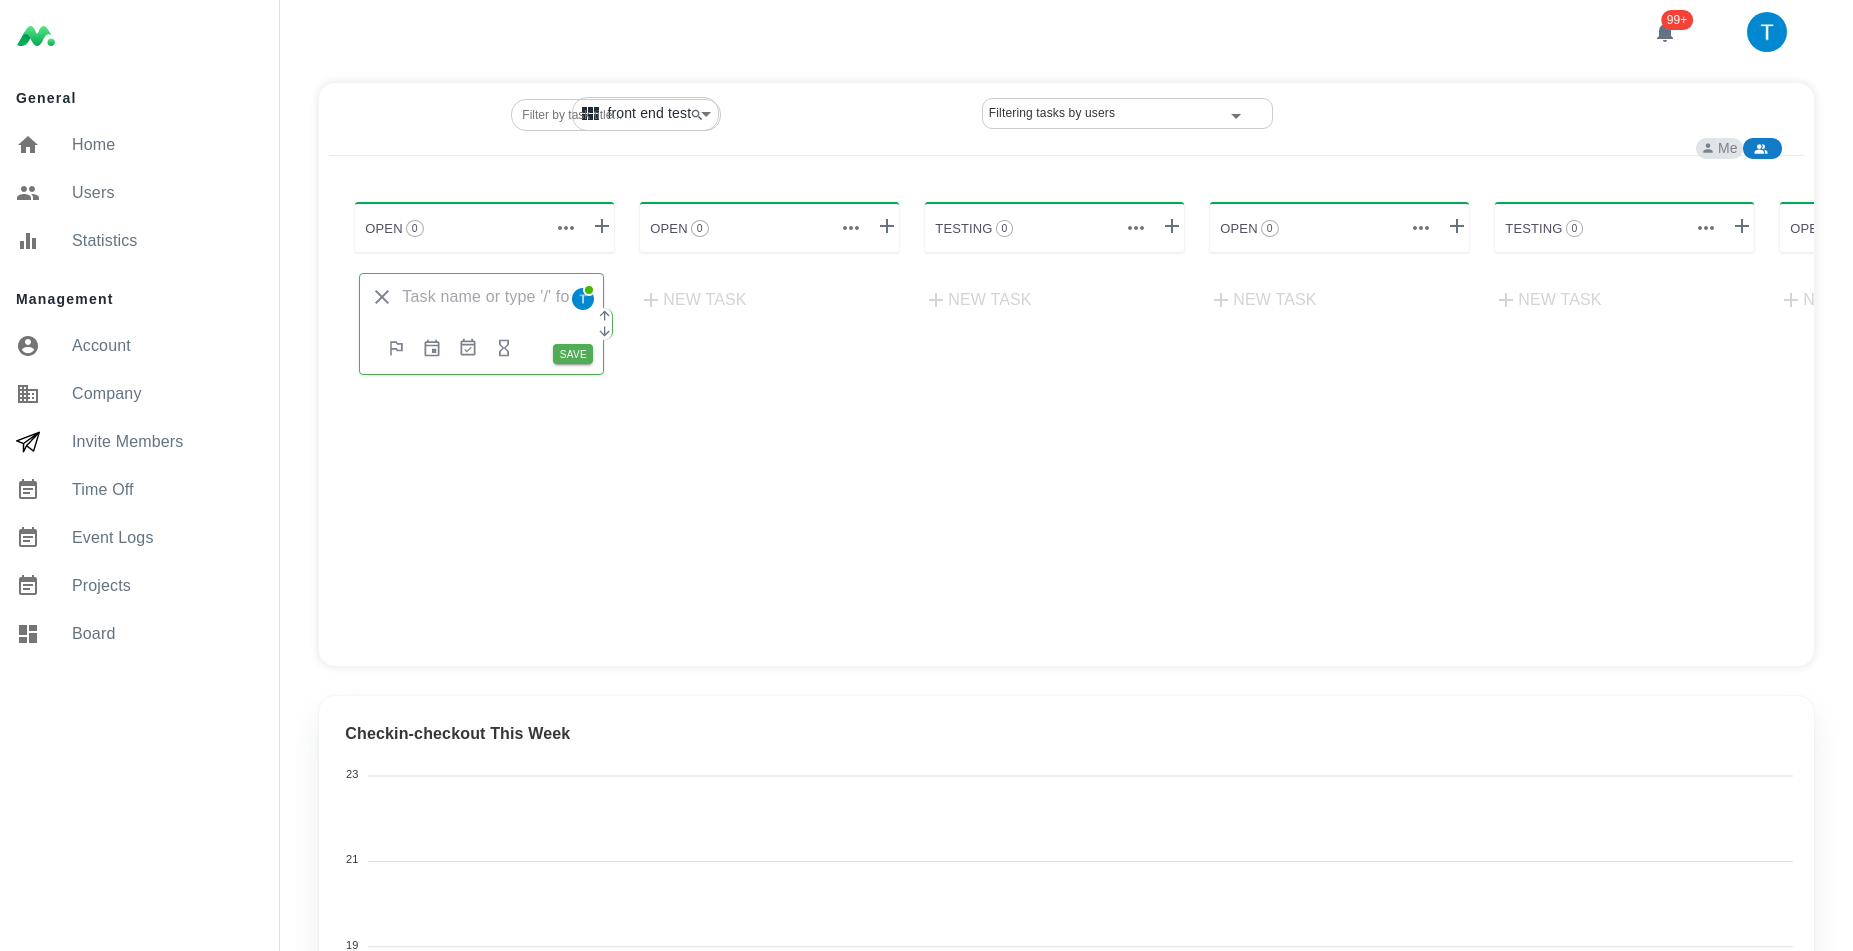 99+
T
General
Home
Users
Statistics
Management
Account
Company
Invite Members
Time Off
Event Logs
Projects
Board
Filter by task title...
front end test
Filtering tasks by users
Me
OPEN 0
OPEN 0
TESTING 0
OPEN 0
TESTING 0
OPE
Task name or type '/' fo
T
SAVE
NEW TASK
NEW TASK
NEW TASK
NEW TASK
N
Checkin-checkout This Week
23
21
19